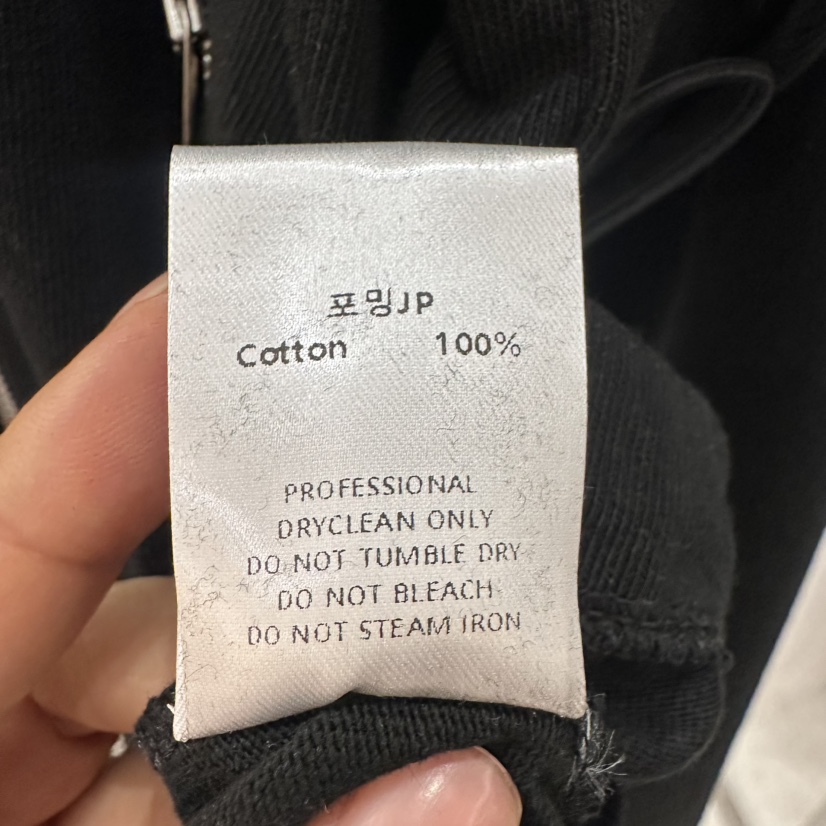 포밍JP
Cotton 100%
PROFESSIONAL
DRYCLEAN ONLY
DO NOT TUMBLE DRY
DO NOT BLEACH
DO NOT STEAM IRON